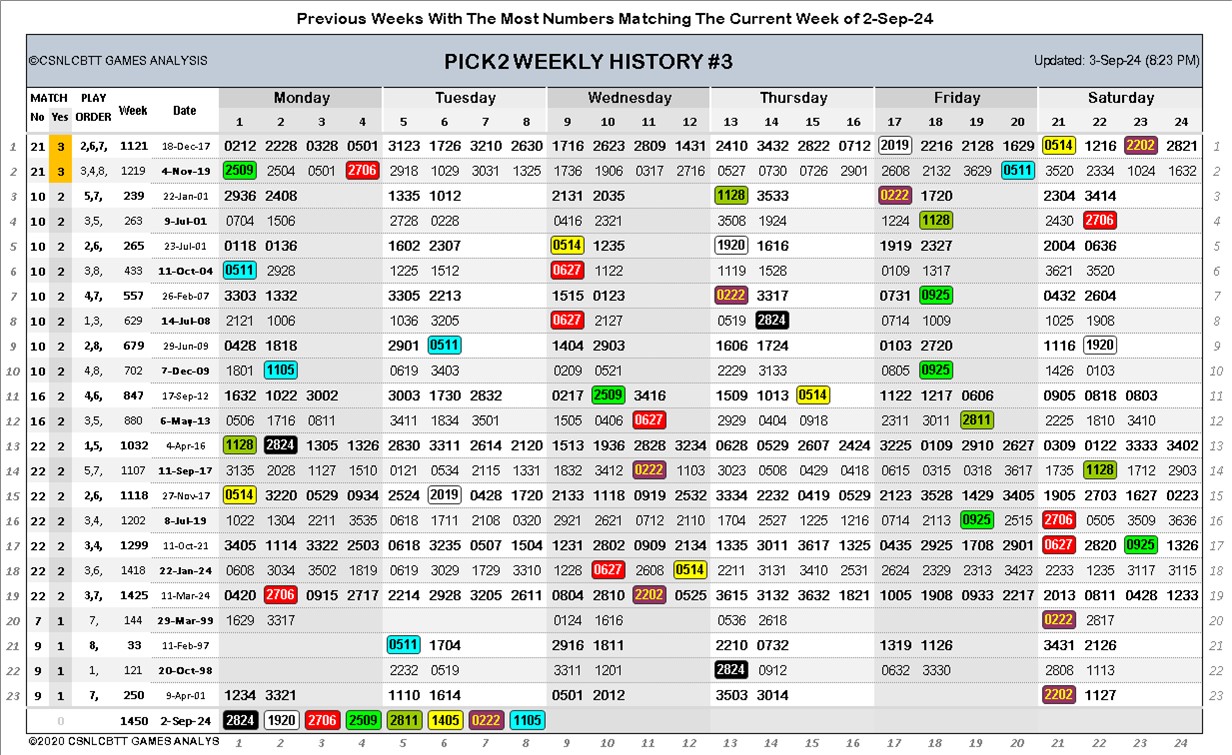 Previous Weeks With The Most Numbers Matching The Current Week of 2-Sep-24
©CSNLCBTT GAMES ANALYSIS PICK2 WEEKLY HISTORY #3 Updated: 3-Sep-24 (8:23 PM)
MATCH PLAY Week Date Monday Tuesday Wednesday Thursday Friday Saturday
No Yes ORDER 1 2 3 4 5 6 7 8 9 10 11 12 13 14 15 16 17 18 19 20 21 22 23 24
1 21 3 2,6,7, 1121 18-Dec-17 0212 2228 0328 0501 3123 1726 3210 2630 1716 2623 2809 1431 2410 3432 2822 0712 2019 2216 2128 1629 0514 1216 2202 2821 1
2 21 3 3,4,8, 1219 4-Nov-19 2509 2504 0501 2706 2918 1029 3031 1325 1736 1906 0317 2716 0527 0730 0726 2905 2608 2132 3629 0511 3520 2334 1024 1632 2
3 10 2 5,7, 239 22-Jan-01 2936 2408 1335 1012 2131 2035 1128 3533 0222 1720 2304 3414 3
4 10 2 3,5, 263 9-Jul-01 0704 1506 2728 0228 0416 2321 3508 1924 1224 1128 2430 2706 4
5 10 2 2,6, 265 23-Jul-01 0118 0136 1602 2307 0514 1235 1920 1616 1919 2327 2004 0636 5
6 10 2 3,8, 433 11-Oct-04 0511 2928 1225 1512 0627 1122 1119 1528 0109 1317 3621 3520 6
7 10 2 4,7, 557 26-Feb-07 3303 1332 3305 2213 1515 0123 0222 3317 0731 0925 0432 2604 7
8 10 2 1,3, 629 14-Jul-08 2121 1006 1036 3205 0627 2127 0519 2824 0714 1009 1025 1908 8
9 10 2 2,8, 679 29-Jun-09 0428 1818 2901 0511 1404 2903 1606 1724 0103 2720 1116 1920 9
10 10 2 4,8, 702 7-Dec-09 1801 1105 0619 3403 0209 0521 2229 3133 0805 0925 1426 0103 10
11 16 2 4,6, 847 17-Sep-12 1632 1022 3002 3003 1730 2832 0217 2509 3416 1509 1013 0514 1122 1217 0606 0905 0818 0803 11
12 16 2 3,5, 880 6-May-13 0506 1716 0811 3411 1834 3501 1505 0406 0627 2929 0404 0918 2311 3011 2811 2225 1810 3410 12
13 22 2 1,5, 1032 4-Apr-16 1128 2824 1305 1326 2830 3311 2614 2120 1513 1936 2828 3234 0628 0529 2607 2424 3225 0109 2910 2627 0309 0122 3333 3402 13
14 22 2 5,7, 1107 11-Sep-17 3135 2028 1127 1510 0121 0534 2115 1331 1832 3412 0222 1103 3023 0508 0429 0418 0615 0315 0318 3617 1735 1128 1712 2903 14
15 22 2 2,6, 1118 27-Nov-17 0514 3220 0529 0934 2524 2019 0428 1720 2133 1118 0919 2532 3334 2232 0419 0529 2123 3528 1429 3405 1905 2703 1627 0223 15
16 22 2 3,4, 1202 8-Jul-19 1022 1304 2211 3535 0618 1711 2108 0320 2921 2621 0712 2110 1704 2527 1225 1216 0714 2113 0925 2515 2706 0505 3509 3636 16
17 22 2 3,4, 1299 11-Oct-21 3405 1114 3322 2503 0618 3235 0507 1504 1231 2802 0909 2134 1335 3011 3617 1325 0435 2925 1708 2901 0627 2820 0925 1326 17
18 22 2 3,6, 1418 22-Jan-24 0608 3034 3502 1819 0619 3029 1729 3310 1228 0627 2608 0514 2211 3131 3410 2531 2624 2329 2313 3423 2233 1235 3117 3115 18
19 22 2 3,7, 1425 11-Mar-24 0420 2706 0915 2717 2214 2928 3205 2611 0804 2810 2202 0525 3615 3132 3632 1821 1005 1908 0933 2217 2013 0811 0428 1233 19
20 7 1 7, 144 29-Mar-99 1629 3317 0124 1616 0536 2618 0222 2817 20
21 9 1 8, 33 11-Feb-97 0511 1704 2916 1811 2210 0732 1319 1126 3431 2126 21
22 9 1 1, 121 20-Oct-98 2232 0519 3311 1201 2824 0912 0632 3330 2808 1113 22
23 9 1 7, 250 9-Apr-01 1234 3321 1110 1614 0501 2012 3503 3014 2202 1127 23
0 1450 2-Sep-24 2824 1920 2706 2509 2811 1405 0222 1105
©2020 CSNLCBTT GAMES ANALYS 1 2 3 4 5 6 7 8 9 10 11 12 13 14 15 16 17 18 19 20 21 22 23 24